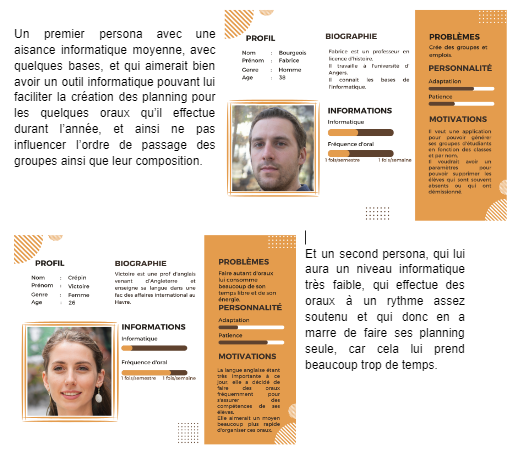 Un premier persona avec une
aisance informatique moyenne, avec
quelques bases, et qui aimerait bien
avoir un outil informatique pouvant lui
faciliter la création des planning pour
les quelques oraux qu'il effectue
durant l'année, et ainsi ne pas
influencer l'ordre de passage des
groupes ainsi que leur composition.
PROFIL
Nom : Bourgeois
Prénom : Fabrice
Genre : Homme
Age : 38
BIOGRAPHIE
Fabrice est un professeur en
licence d'histoire.
Il travaille à l'université d'
Angers.
Il connait les bases de
l'informatique.
INFORMATIONS
Informatique
Fréquence d'oral
1 fois/semestre 1 fois/semaine
PROBLÈMES
Crée des groupes et
emplois.
PERSONNALITÉ
Adaptation
Patience
MOTIVATIONS
Il veut une application
pour pouvoir générer
ses groupes d'étudiants
en fonction des classes
et par nom.
Il voudrait avoir un
paramètres pour
pouvoir supprimer les
élèves qui sont souvent
absents ou qui ont
démissionné.
PROFIL
Nom : Crépin
Prénom : Victoire
Genre : Femme
Age : 26
BIOGRAPHIE
Victoire est une prof d'anglais
venant d'Angleterre et
enseigne sa langue dans une
fac des affaires international au
Havre.
INFORMATIONS
Informatique
Fréquence d'oral
1 fois/semestre 1 fois/semaine
PROBLÈMES
Faire autant d'oraux
lui consomme
beaucoup de son
temps libre et de son
énergie.
PERSONNALITÉ
Adaptation
Patience
MOTIVATIONS
La langue anglaise étant
très importante à ce
jour, elle a décidé de
faire des oraux
fréquemment pour
s'assurer des
compétences de ses
élèves.
Elle aimerait un moyen
beaucoup plus rapide
d'organiser ces oraux.
Et un second persona, qui lui
aura un niveau informatique
très faible, qui effectue des
oraux à un rythme assez
soutenu et qui donc en a
marre de faire ses planning
seule, car cela lui prend
beaucoup trop de temps.